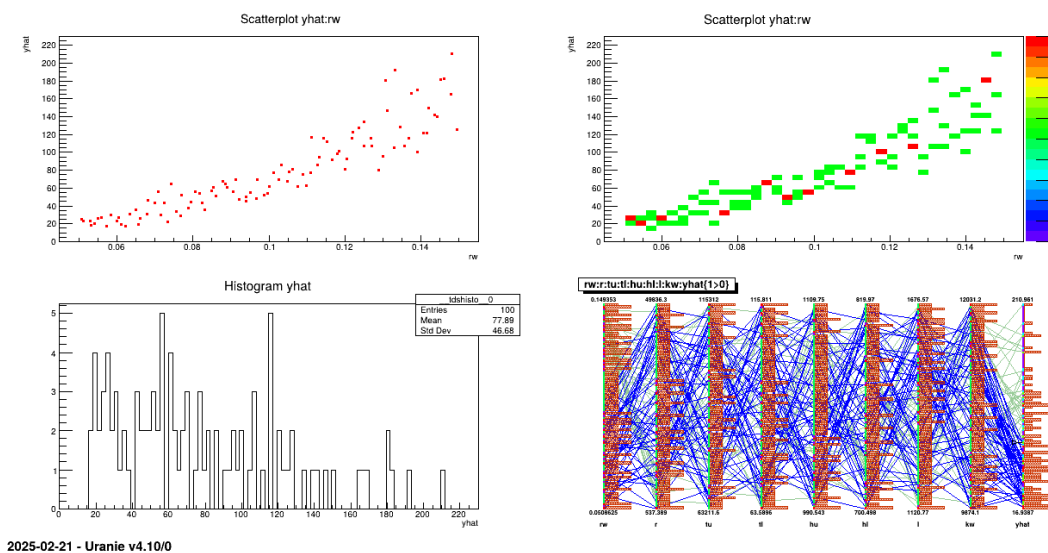 Scatterplot yhat:rw
yhat
220
200
180
160
140
120
100
80
60
40
20
0
0.06
0.08
0.1
0.12
0.14
rw
Scatterplot yhat:rw
yhat
220
200
180
160
140
120
100
80
60
40
20
0
0.06
0.08
0.1
0.12
0.14
rw
Histogram yhat
__tdshisto__0
Entries 100
Mean 77.89
Std Dev 46.68
5
4
3
2
1
0
0 20 40 60 80 100 120 140 160 180 200 220
yhat
rw:r:tu:tl:hu:hl:l:kw:yhat{1>0}
0.149353 49836.3 115312 115.811 1109.75 819.97 1676.57 12031.2 210.961
0.0508625 537.389 63211.6 63.5896 990.543 700.498 1120.77 9874.1 16.9387
rw r tu tl hu hl l kw yhat
2025-02-21 - Uranie v4.10/0